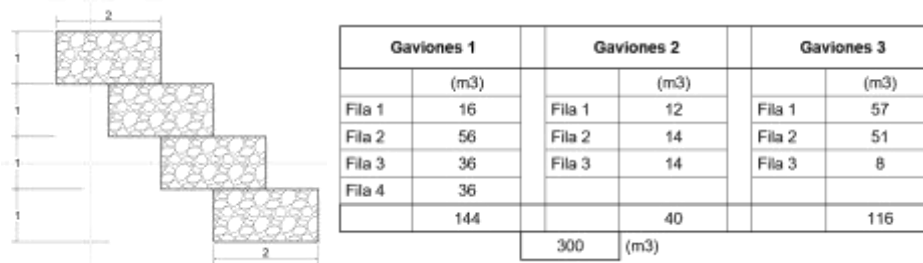 2
1
1
1
1
2
Gaviones 1 Gaviones 2 Gaviones 3
(m3) (m3) (m3)
Fila 1 16 Fila 1 12 Fila 1 57
Fila 2 56 Fila 2 14 Fila 2 51
Fila 3 36 Fila 3 14 Fila 3 8
Fila 4 36
144 40 116
300 (m3)